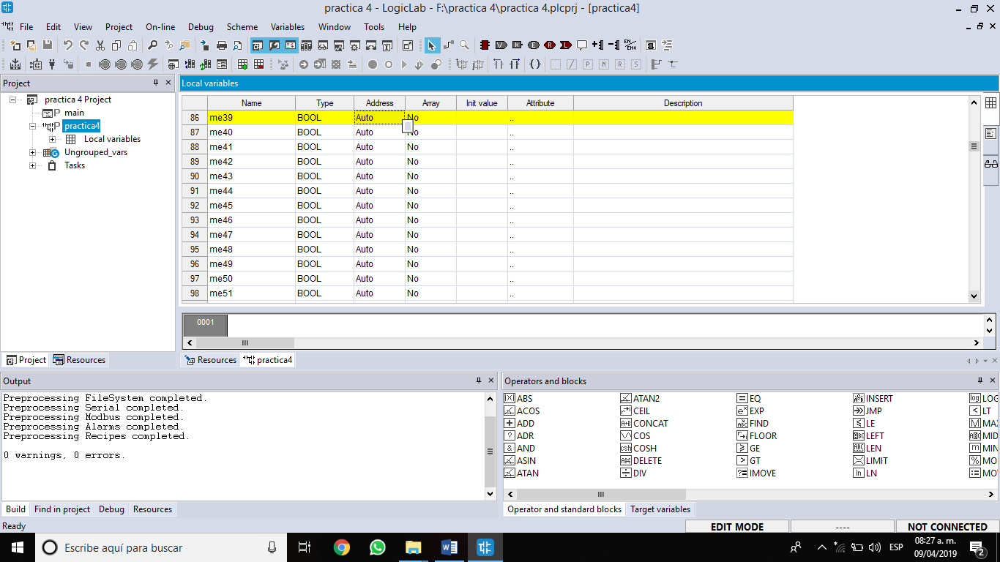 practica 4 - LogicLab - F:\practica 4\practica 4.plcprj - [practica4]
File Edit View Project On-line Debug Scheme Variables Window Tools Help
Project
practica 4 Project
main
practica4
Local variables
Ungrouped_vars
Tasks
Project Resources
Local variables
Name Type Address Array Init value Attribute Description
86 me39 BOOL Auto No ..
87 me40 BOOL Auto No ..
88 me41 BOOL Auto No ..
89 me42 BOOL Auto No ..
90 me43 BOOL Auto No ..
91 me44 BOOL Auto No ..
92 me45 BOOL Auto No ..
93 me46 BOOL Auto No ..
94 me47 BOOL Auto No ..
95 me48 BOOL Auto No ..
96 me49 BOOL Auto No ..
97 me50 BOOL Auto No ..
98 me51 BOOL Auto No ..
0001
Resources practica4
Output
Preprocessing FileSystem completed.
Preprocessing Serial completed.
Preprocessing Modbus completed.
Preprocessing Alarms completed.
Preprocessing Recipes completed.
0 warnings, 0 errors.
Build Find in project Debug Resources
Operators and blocks
ABS ATAN2 EQ INSERT LOG
ACOS CEIL EXP JMP LT
ADD CONCAT FIND LE MAX
ADR COS FLOOR LEFT MID
AND COSH GE LEN MIN
ASIN DELETE GT LIMIT MO
ATAN DIV IMOVE LN MO
Operator and standard blocks Target variables
Ready
EDIT MODE ---- NOT CONNECTED
Escribe aquí para buscar
ESP
08:27 a. m.
09/04/2019
2